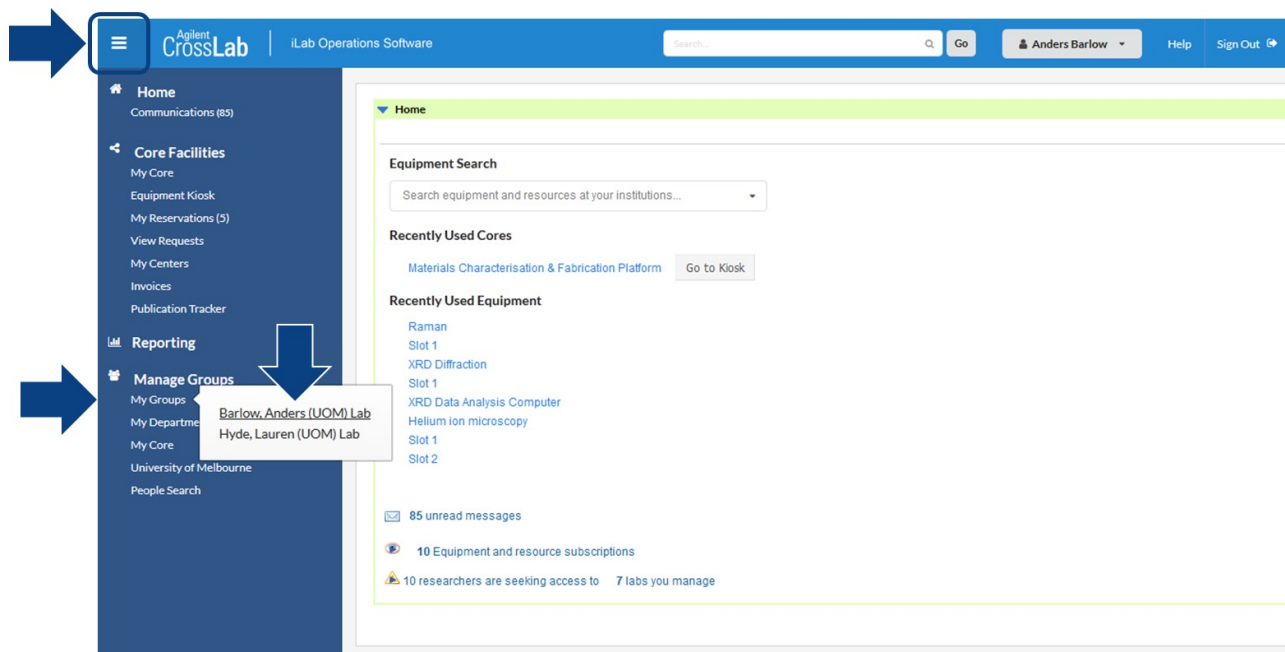 Agilent
CrossLab
iLab Operations Software
Search...
Go
Anders Barlow
Help
Sign Out
Home
Communications (85)
Core Facilities
My Core
Equipment Kiosk
My Reservations (5)
View Requests
My Centers
Invoices
Publication Tracker
Reporting
Manage Groups
My Groups
My Departme
My Core
University of Melbourne
People Search
Barlow, Anders (UOM) Lab
Hyde, Lauren (UOM) Lab
Home
Equipment Search
Search equipment and resources at your institutions...
Recently Used Cores
Materials Characterisation & Fabrication Platform Go to Kiosk
Recently Used Equipment
Raman
Slot 1
XRD Diffraction
Slot 1
XRD Data Analysis Computer
Helium ion microscopy
Slot 1
Slot 2
85 unread messages
10 Equipment and resource subscriptions
10 researchers are seeking access to 7 labs you manage